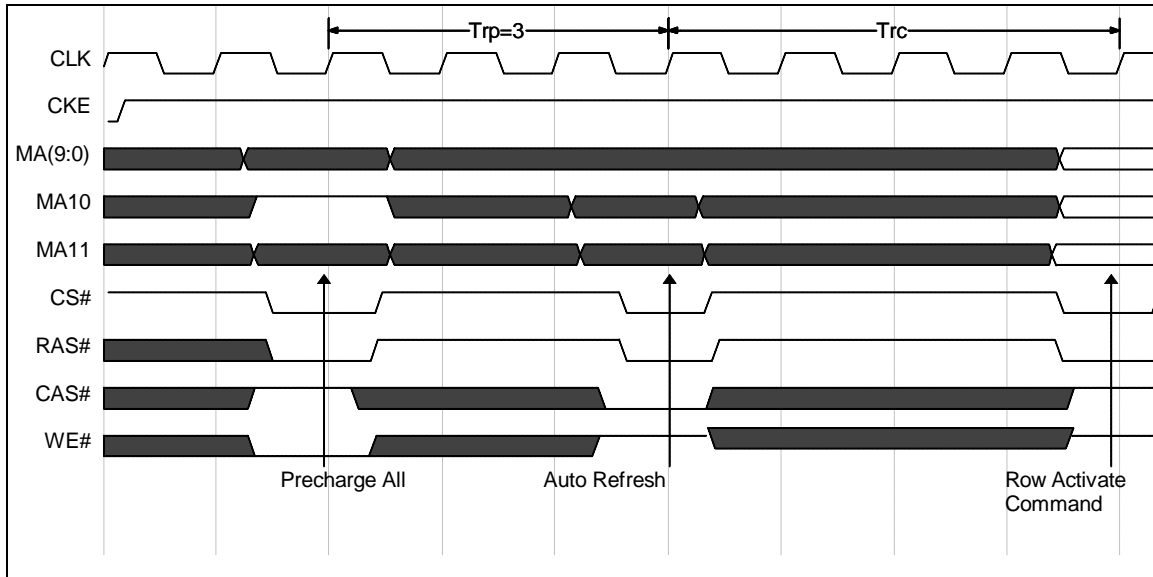 Trp=3 Trc
CLK
CKE
MA(9:0)
MA10
MA11
CS#
RAS#
CAS#
WE#
Precharge All Auto Refresh Row Activate
Command